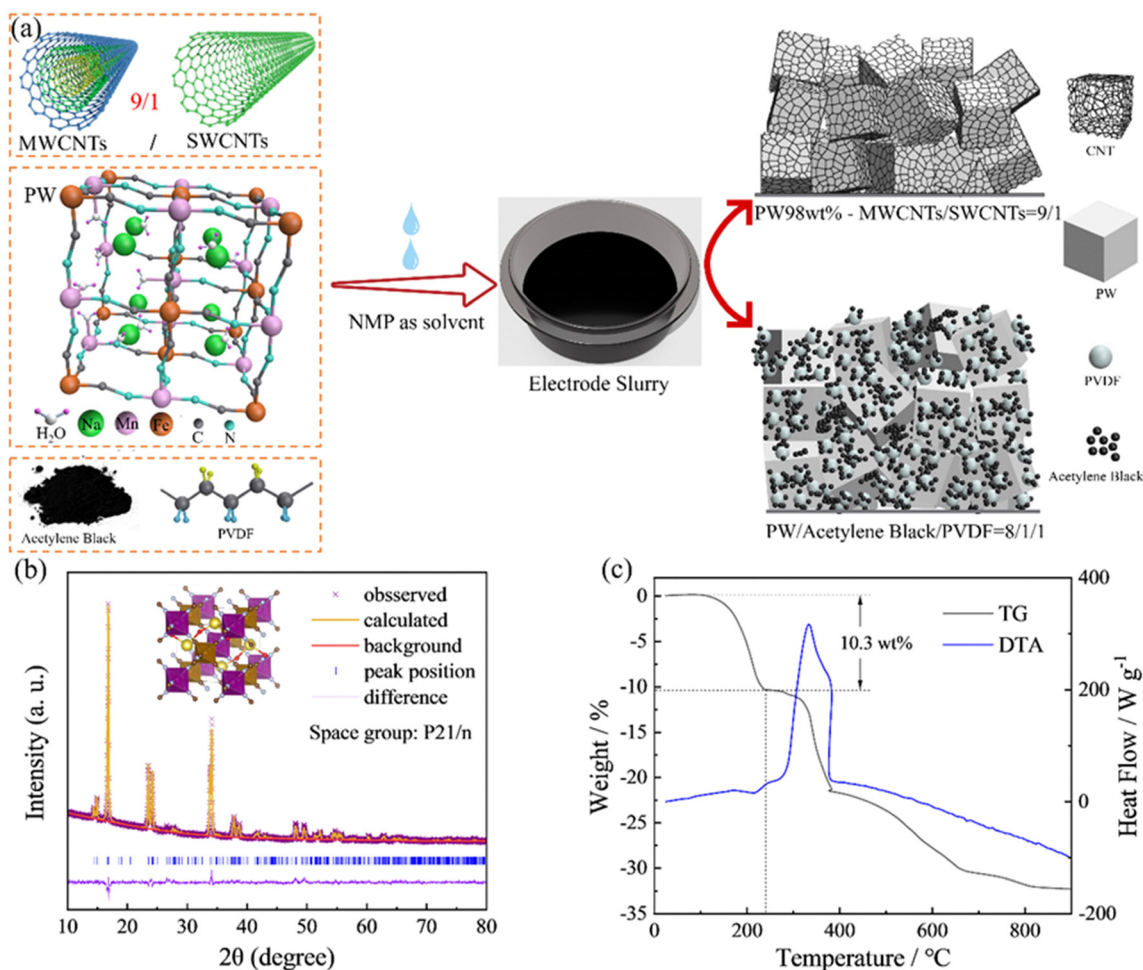 (a)
9/1
MWCNTs / SWCNTs
PW
H₂O Na Mn Fe C N
Acetylene Black
PVDF
NMP as solvent
Electrode Slurry
PW98wt% - MWCNTs/SWCNTs=9/1
CNT
PW
PVDF
Acetylene Black
PW/Acetylene Black/PVDF=8/1/1
(b)
obsserved
calculated
background
peak position
difference
Space group: P21/n
Intensity (a. u.)
10 20 30 40 50 60 70 80
2θ (degree)
(c)
TG
DTA
10.3 wt%
0
-5
-10
-15
-20
-25
-30
-35
Weight / %
400
200
0
-200
Heat Flow / W g⁻¹
0 200 400 600 800
Temperature / °C